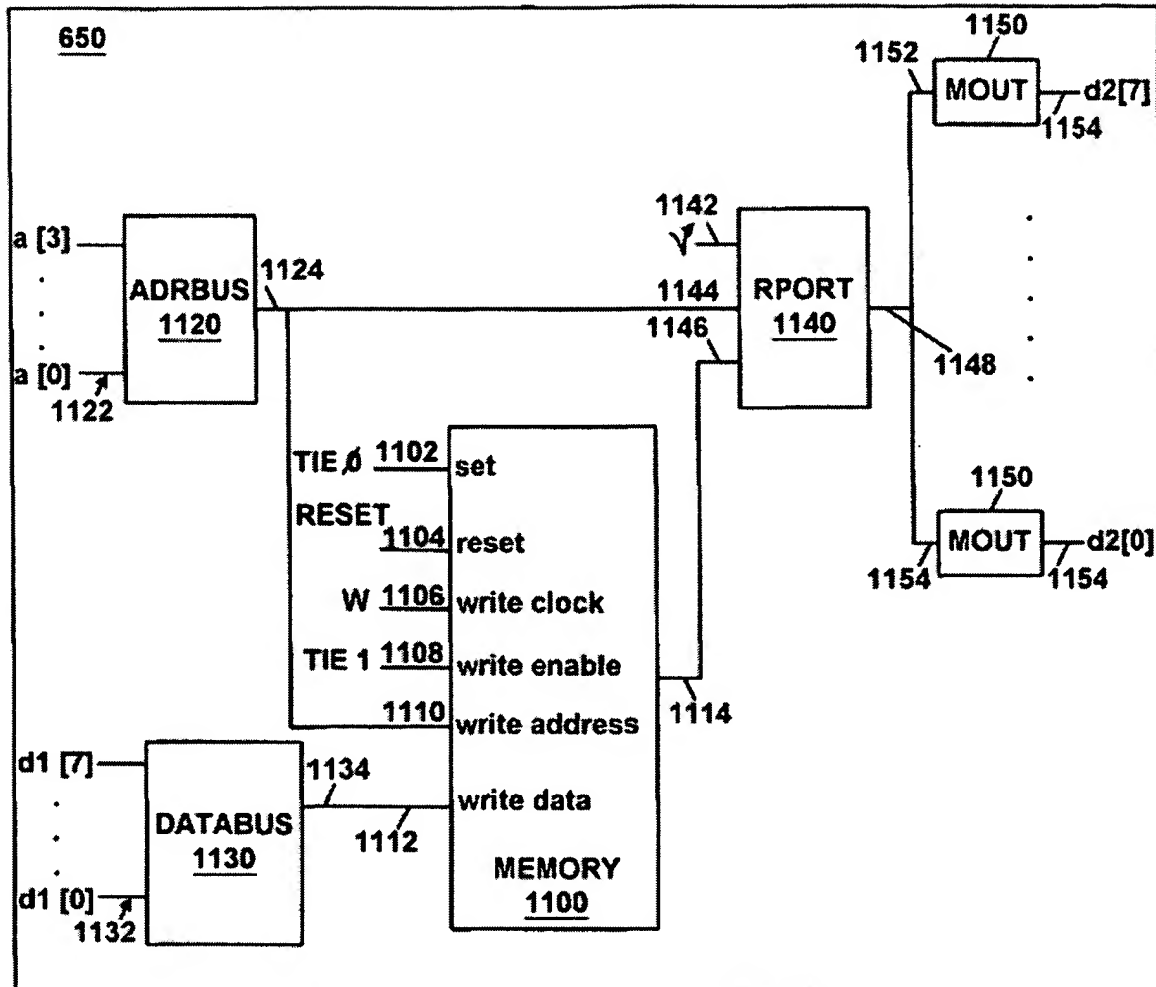 650
1150
1152
MOUT
d2[7]
1154
1142
a [3]
1124
ADRBUS
1120
1144
RPORT
1140
1146
a [0]
1122
1148
TIE 0
1102
set
1150
RESET
1104
reset
MOUT
d2[0]
1154
1154
W
1106
write clock
TIE 1
1108
write enable
1110
write address
1114
d1 [7]
1134
write data
DATABUS
1130
1112
MEMORY
1100
d1 [0]
1132